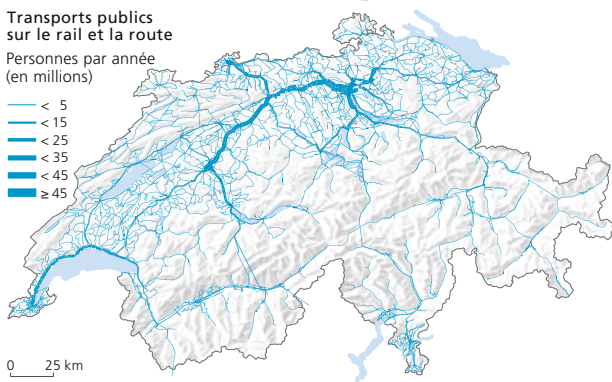 Transports publics
sur le rail et la route
Personnes par année
(en millions)
< 5
< 15
< 25
< 35
< 45
≥ 45
0 25 km